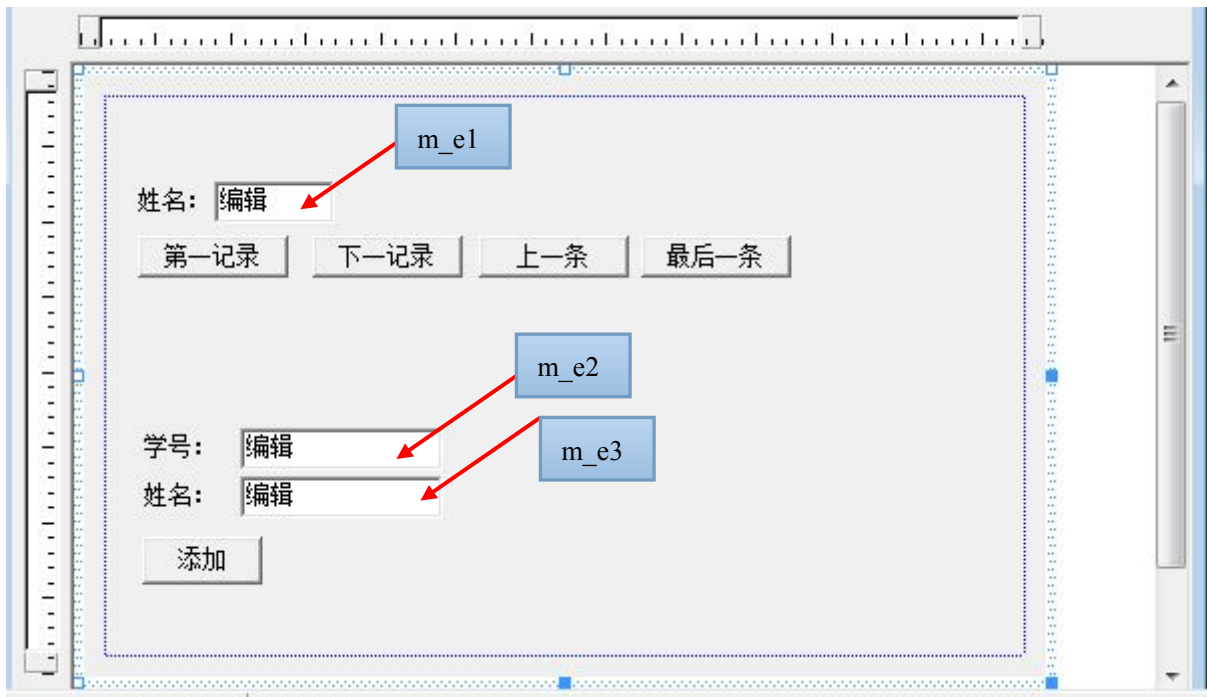 m_e1
姓名： 编辑
第一记录 下一记录 上一条 最后一条
m_e2
学号： 编辑
m_e3
姓名： 编辑
添加